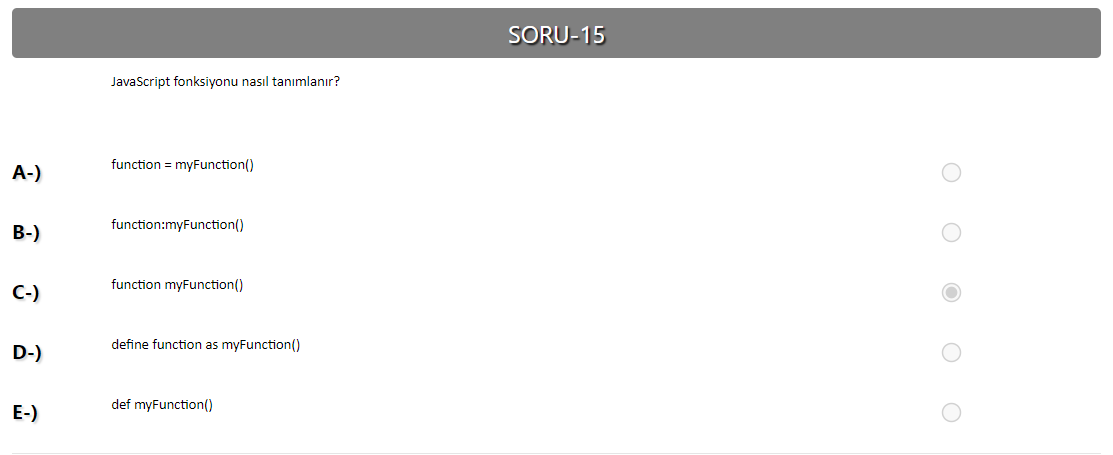 SORU-15
JavaScript fonksiyonu nasıl tanımlanır?
A-) function = myFunction()
B-) function:myFunction()
C-) function myFunction()
D-) define function as myFunction()
E-) def myFunction()